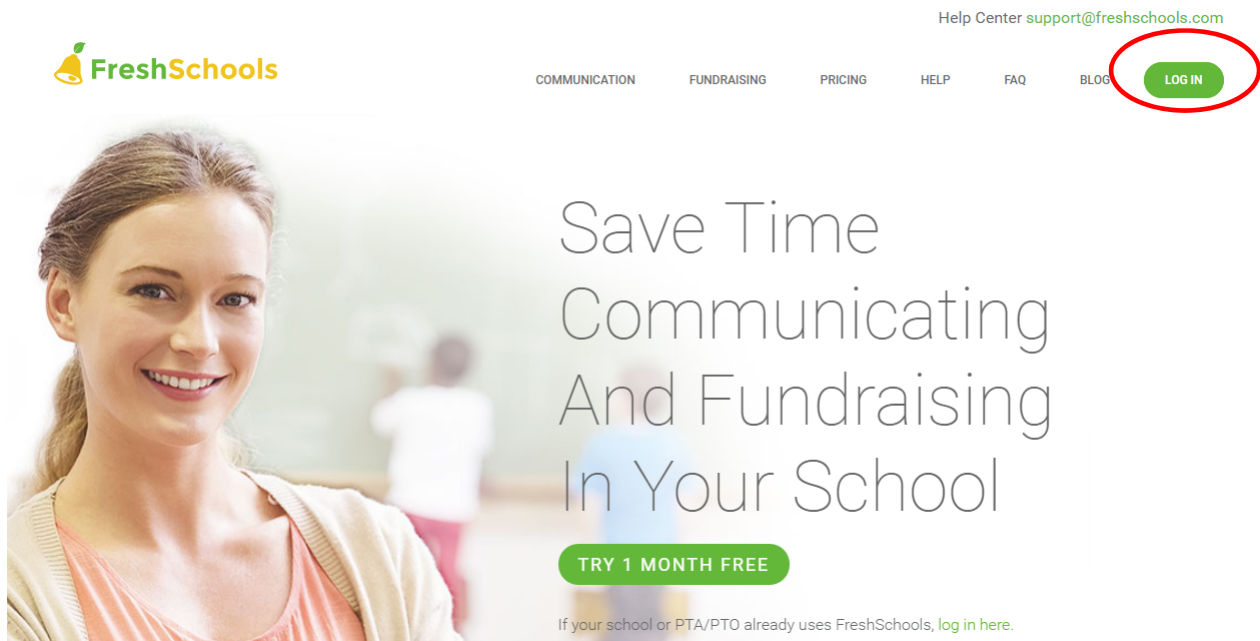 Help Center support@freshschools.com
FreshSchools
COMMUNICATION FUNDRAISING PRICING HELP FAQ BLOG LOG IN
Save Time
Communicating
And Fundraising
In Your School
TRY 1 MONTH FREE
If your school or PTA/PTO already uses FreshSchools, log in here.